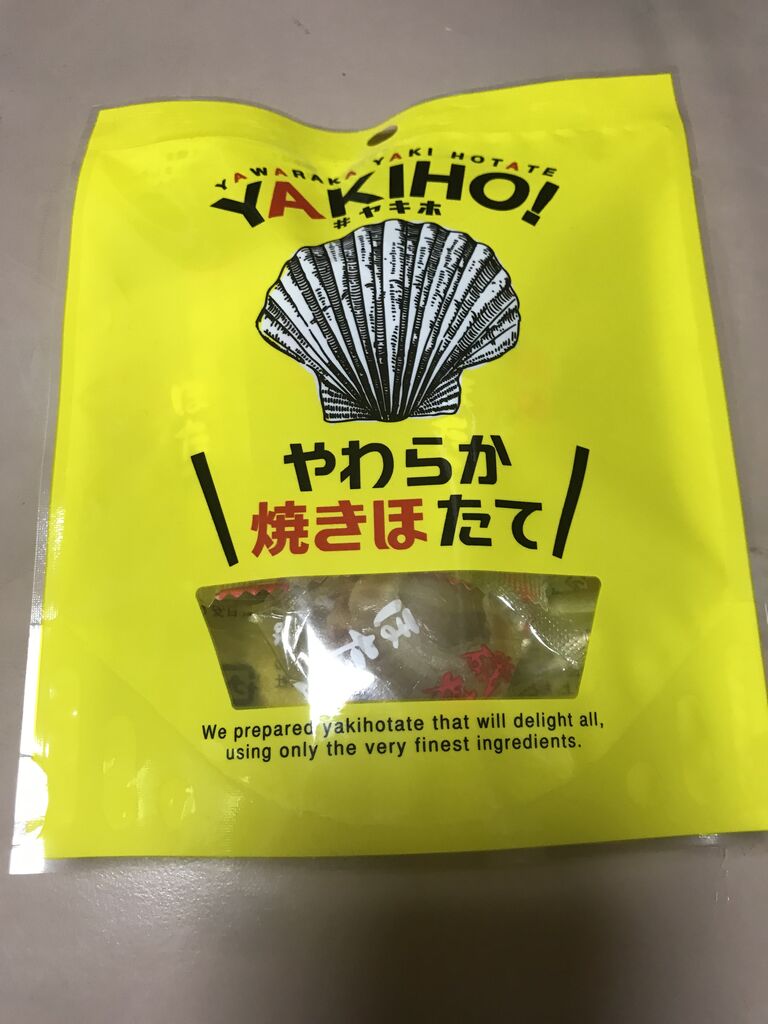 YAWARAKA YAKI HOTATE
YAKIHO!
#ヤキホ
やわらか
焼きほたて
We prepared yakihotate that will delight all,
using only the very finest ingredients.